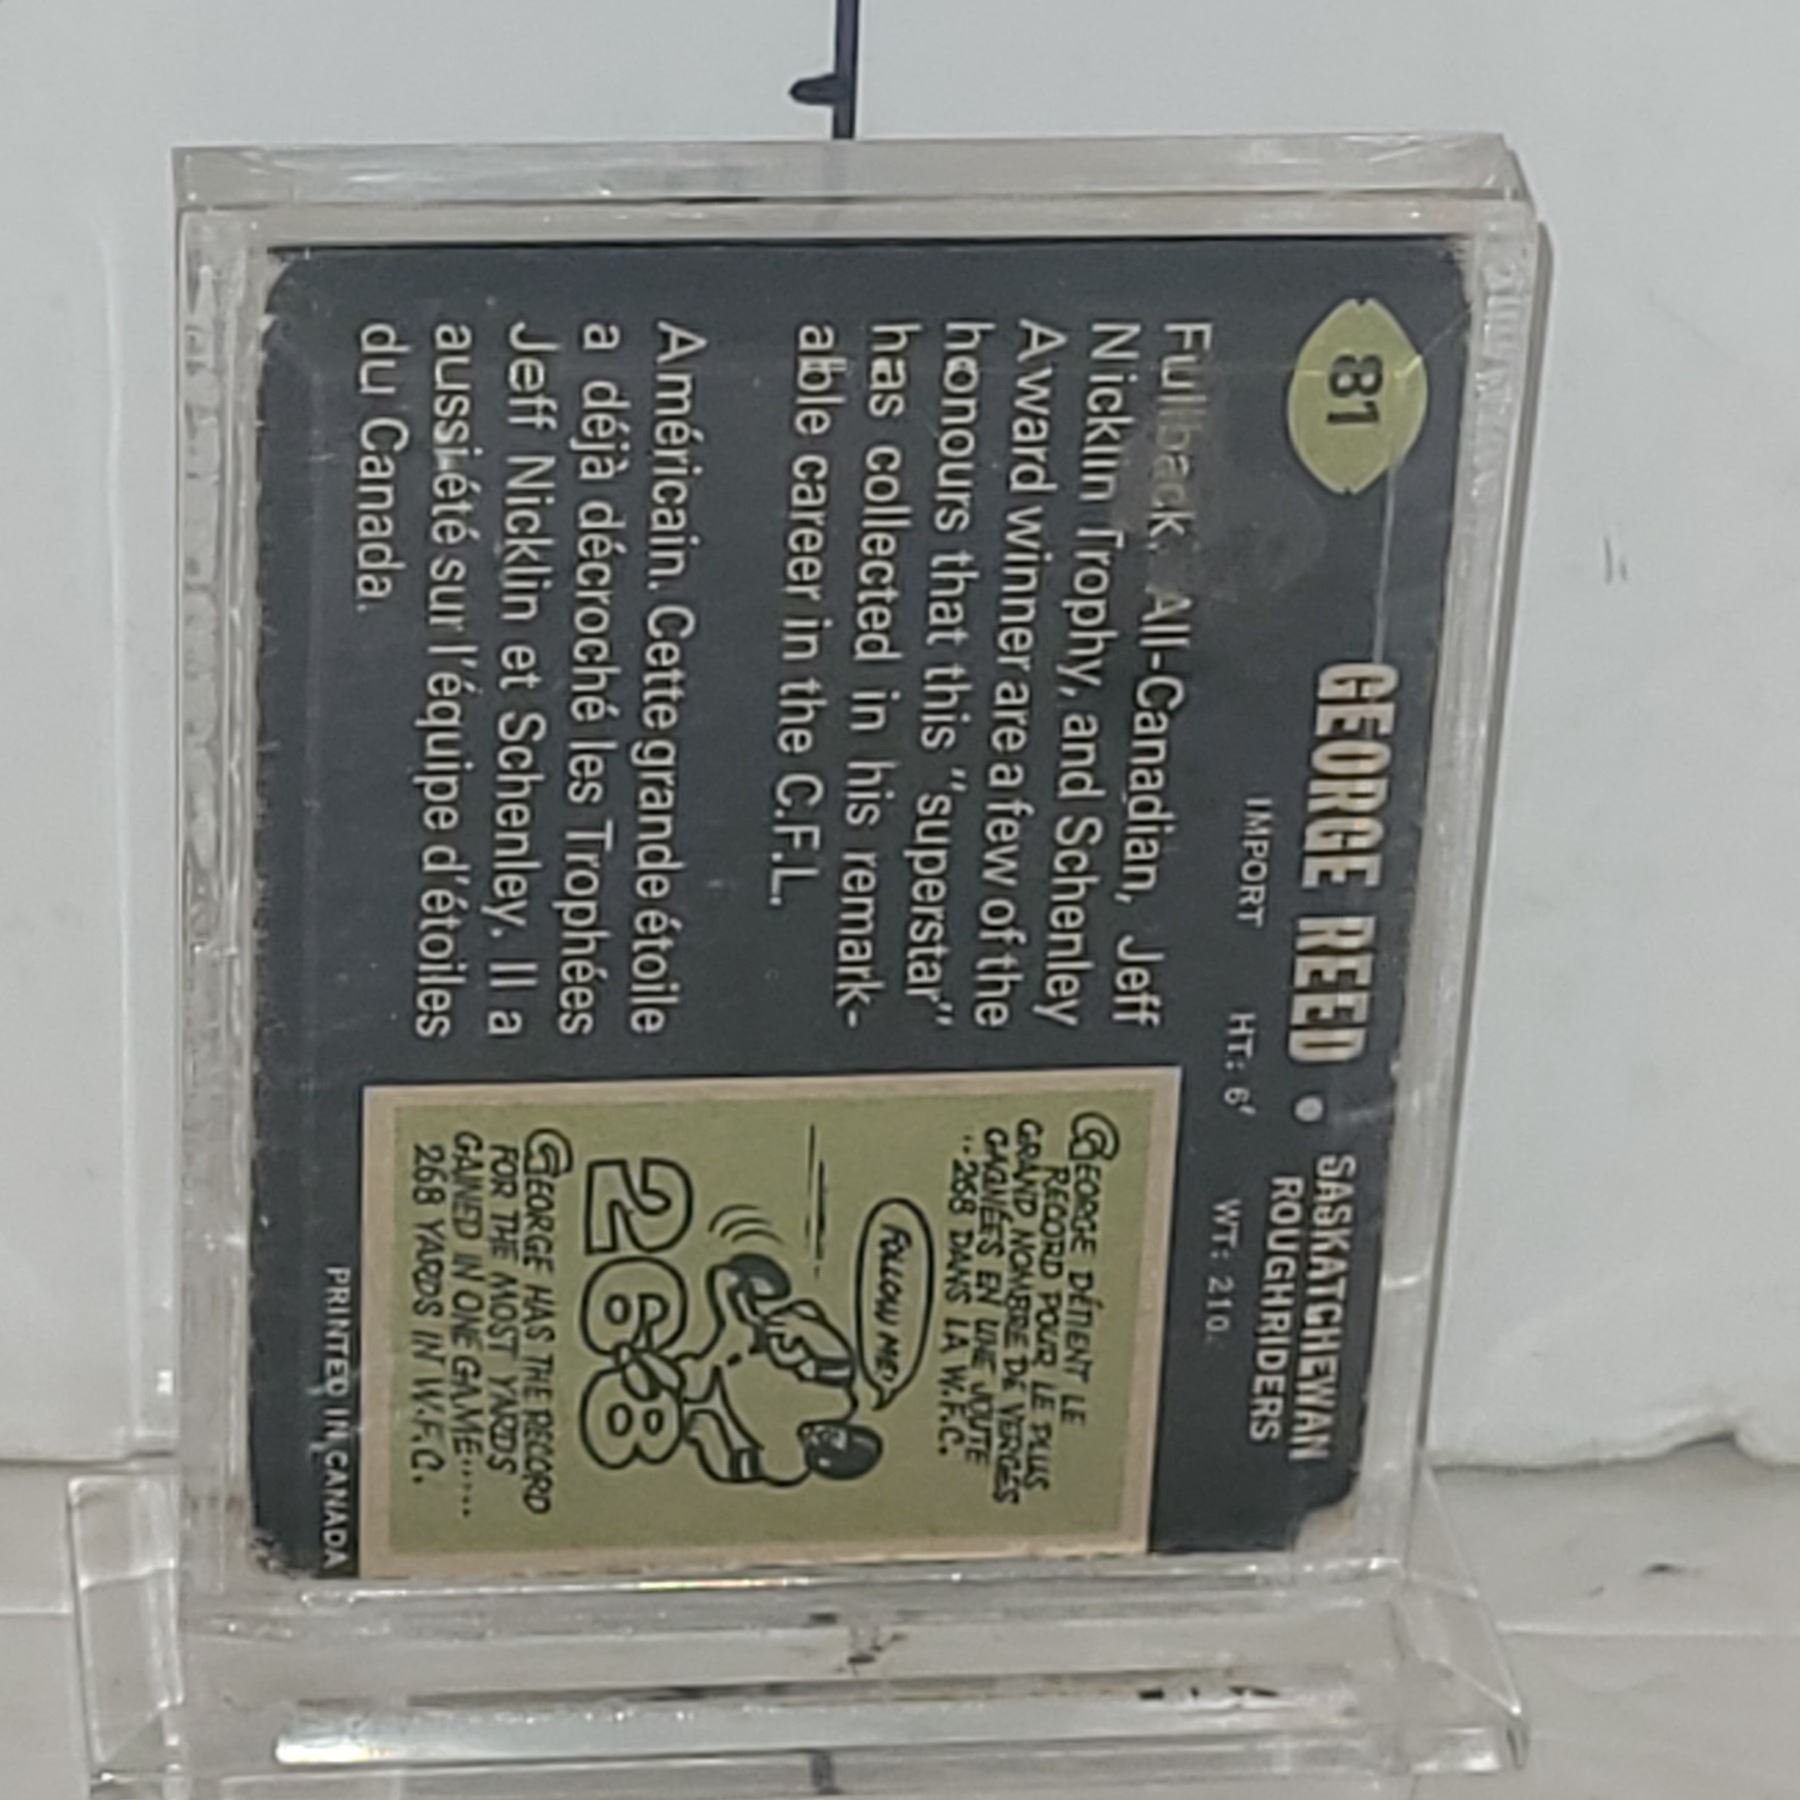 81
GEORGE REED • SASKATCHEWAN
ROUGHRIDERS
IMPORT HT: 6' WT: 210.
Fullback, All-Canadian, Jeff
Nicklin Trophy, and Schenley
Award winner are a few of the
honours that this "superstar"
has collected in his remark-
able career in the C.F.L.
Américain. Cette grande étoile
a déjà décroché les Trophées
Jeff Nicklin et Schenley. Il a
aussi été sur l'équipe d'étoiles
du Canada.
GEORGE DÉTIENT LE
RECORD POUR LE PLUS
GRAND NOMBRE DE VERGES
GAGNÉES EN UNE JOUTE
..268 DANS LA W.F.C.
FOLLOW ME!
268
GEORGE HAS THE RECORD
FOR THE MOST YARDS
GAINED IN ONE GAME.....
268 YARDS IN W.F.C.
PRINTED IN CANADA